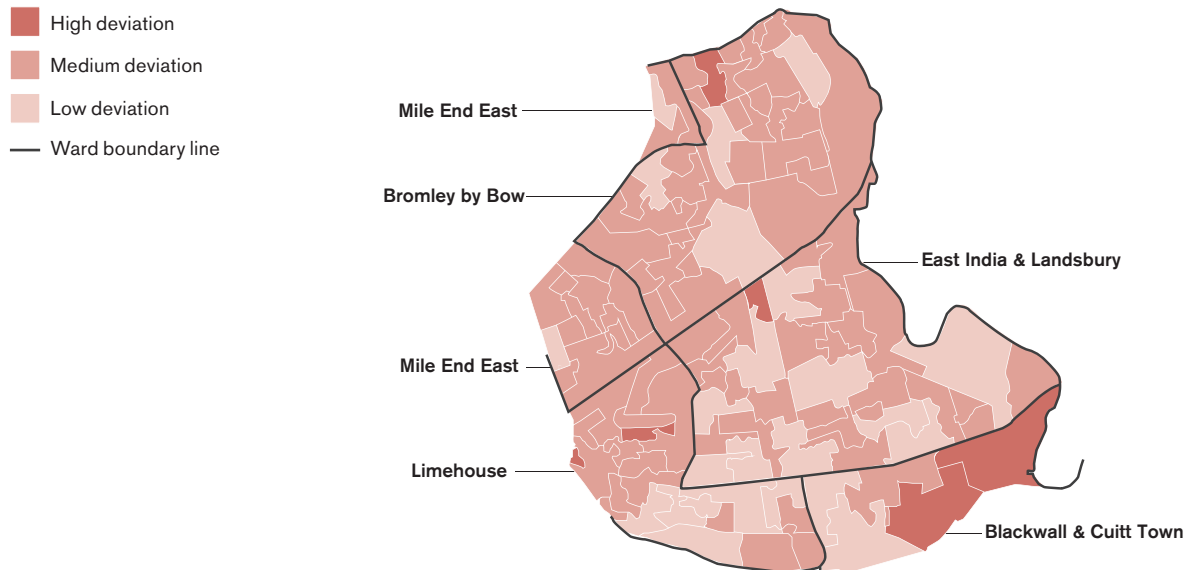 High deviation
Medium deviation
Low deviation
Ward boundary line
Mile End East
Bromley by Bow
East India & Landsbury
Mile End East
Limehouse
Blackwall & Cuitt Town